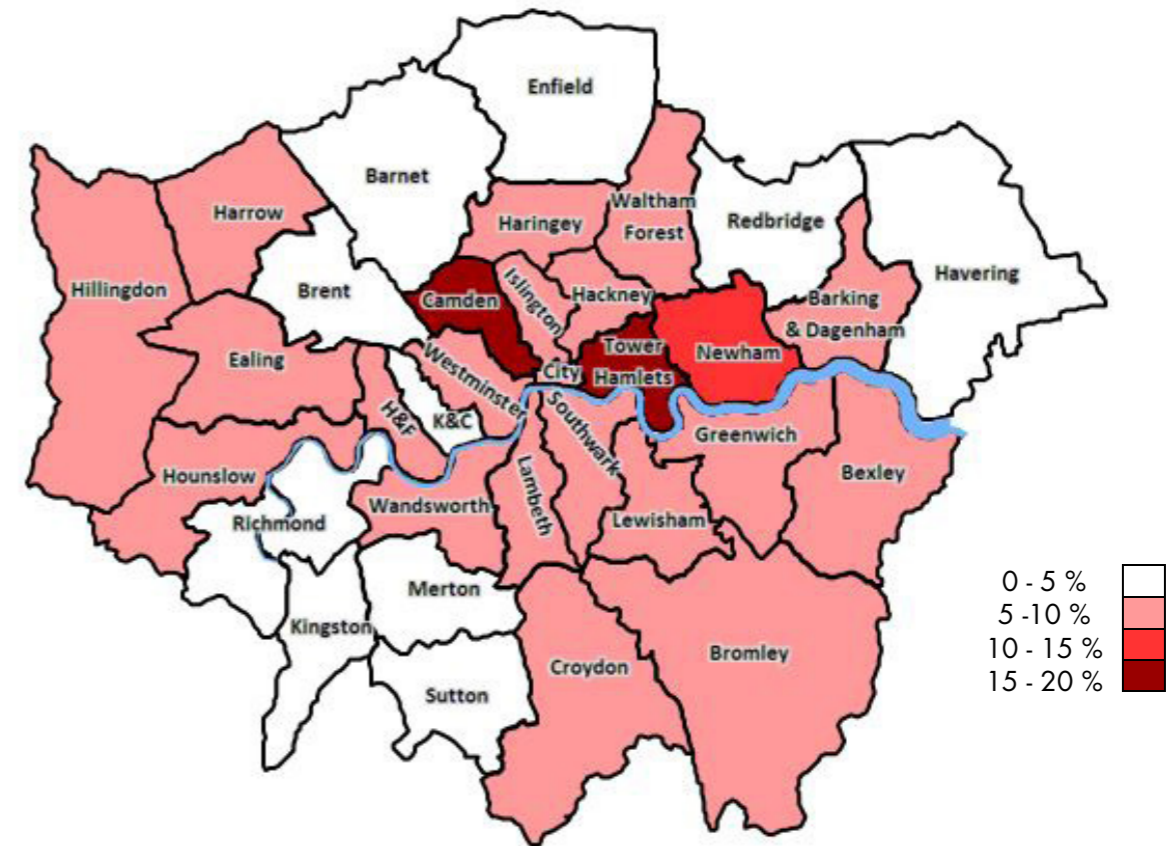 Enfield
Barnet
Harrow
Haringey
Waltham
Forest
Redbridge
Havering
Hillingdon
Brent
Camden
Islington
Hackney
Barking
& Dagenham
Ealing
Westminster
City
Tower
Hamlets
Newham
H&F
K&C
Southwark
Greenwich
Hounslow
Bexley
Richmond
Wandsworth
Lambeth
Lewisham
Merton
Kingston
Croydon
Bromley
Sutton
0 - 5 %
5 -10 %
10 - 15 %
15 - 20 %